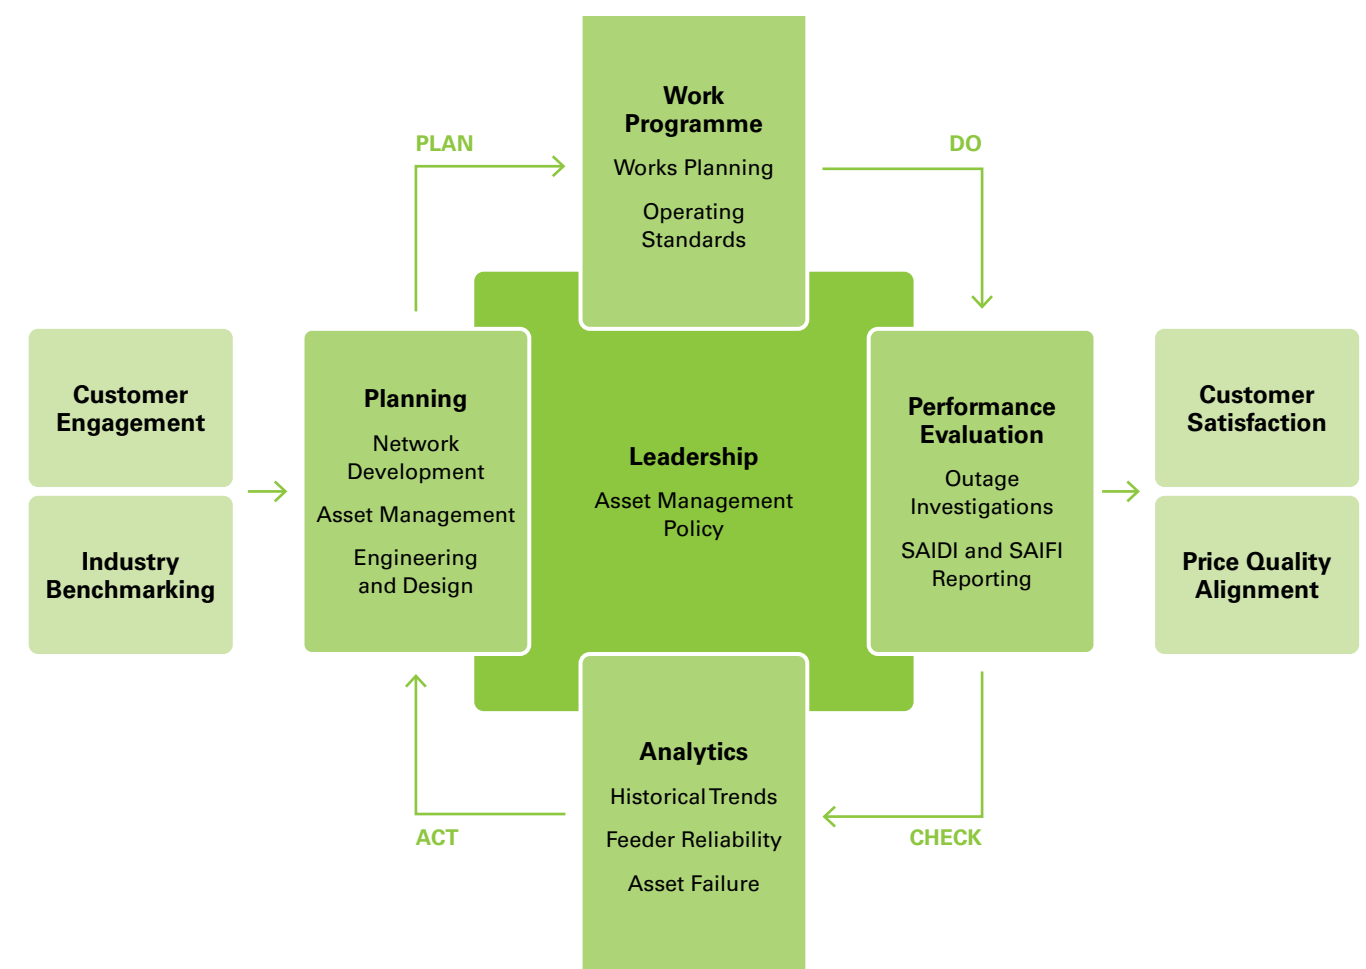 Work
Programme
Works Planning
Operating
Standards
PLAN
DO
Customer
Engagement
Industry
Benchmarking
Planning
Network
Development
Asset Management
Engineering
and Design
Leadership
Asset Management
Policy
Performance
Evaluation
Outage
Investigations
SAIDI and SAIFI
Reporting
Customer
Satisfaction
Price Quality
Alignment
Analytics
Historical Trends
Feeder Reliability
Asset Failure
ACT
CHECK